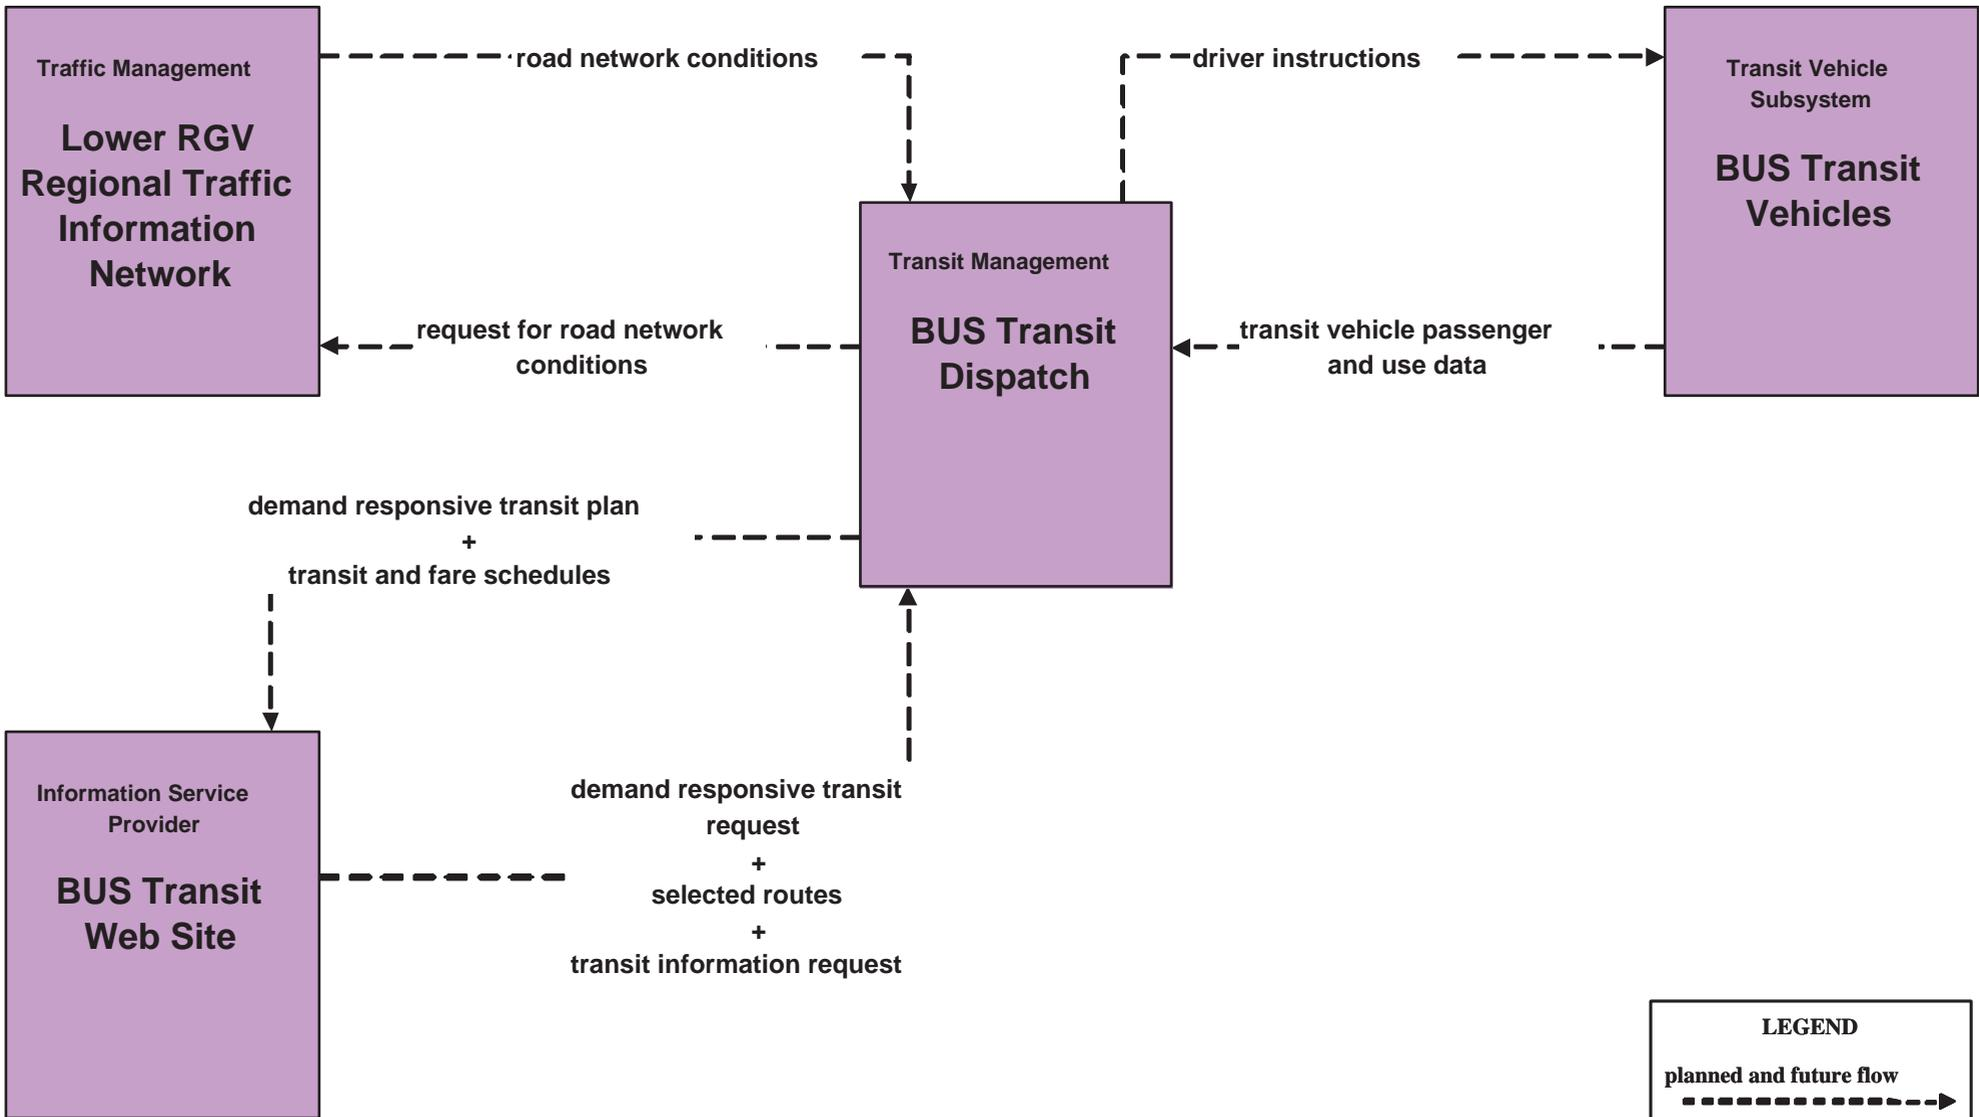 Traffic Management
Lower RGV
Regional Traffic
Information
Network
road network conditions
driver instructions
Transit Vehicle
Subsystem
BUS Transit
Vehicles
Transit Management
BUS Transit
Dispatch
request for road network
conditions
transit vehicle passenger
and use data
demand responsive transit plan
+
transit and fare schedules
Information Service
Provider
BUS Transit
Web Site
demand responsive transit
request
+
selected routes
+
transit information request
LEGEND
planned and future flow